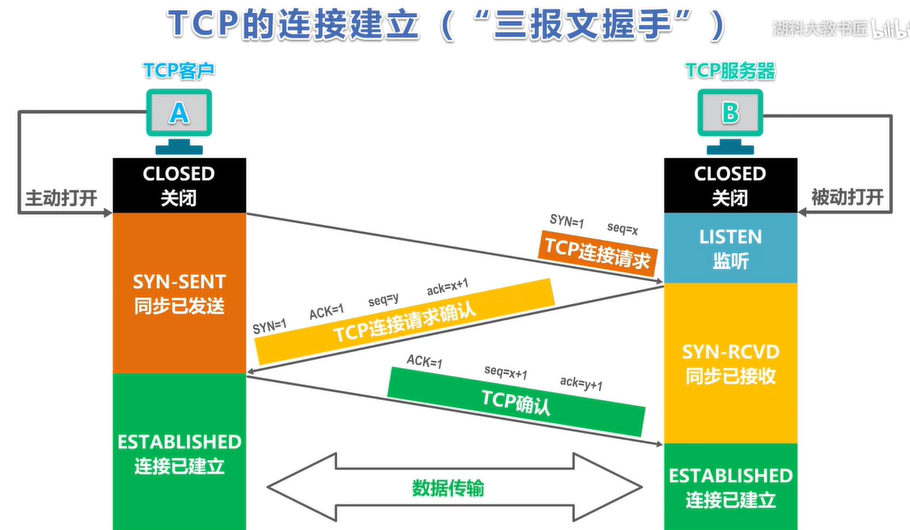 TCP的连接建立（“三报文握手”）
湖科大教书匠 bilibili
TCP客户
TCP服务器
A
B
CLOSED
关闭
CLOSED
关闭
主动打开
被动打开
SYN=1 seq=x
TCP连接请求
LISTEN
监听
SYN-SENT
同步已发送
SYN=1 ACK=1 seq=y ack=x+1
TCP连接请求确认
SYN-RCVD
同步已接收
ACK=1 seq=x+1 ack=y+1
TCP确认
ESTABLISHED
连接已建立
数据传输
ESTABLISHED
连接已建立